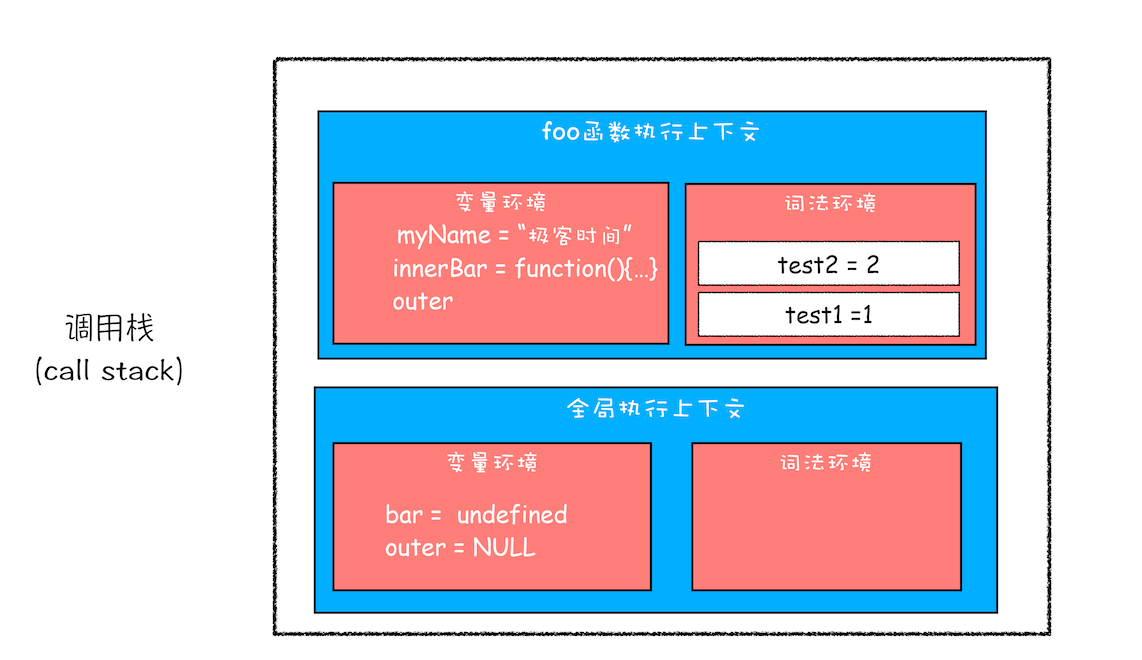 foo函数执行上下文
变量环境
myName = “极客时间”
innerBar = function(){...}
outer
词法环境
test2 = 2
test1 =1
调用栈
(call stack)
全局执行上下文
变量环境
bar = undefined
outer = NULL
词法环境